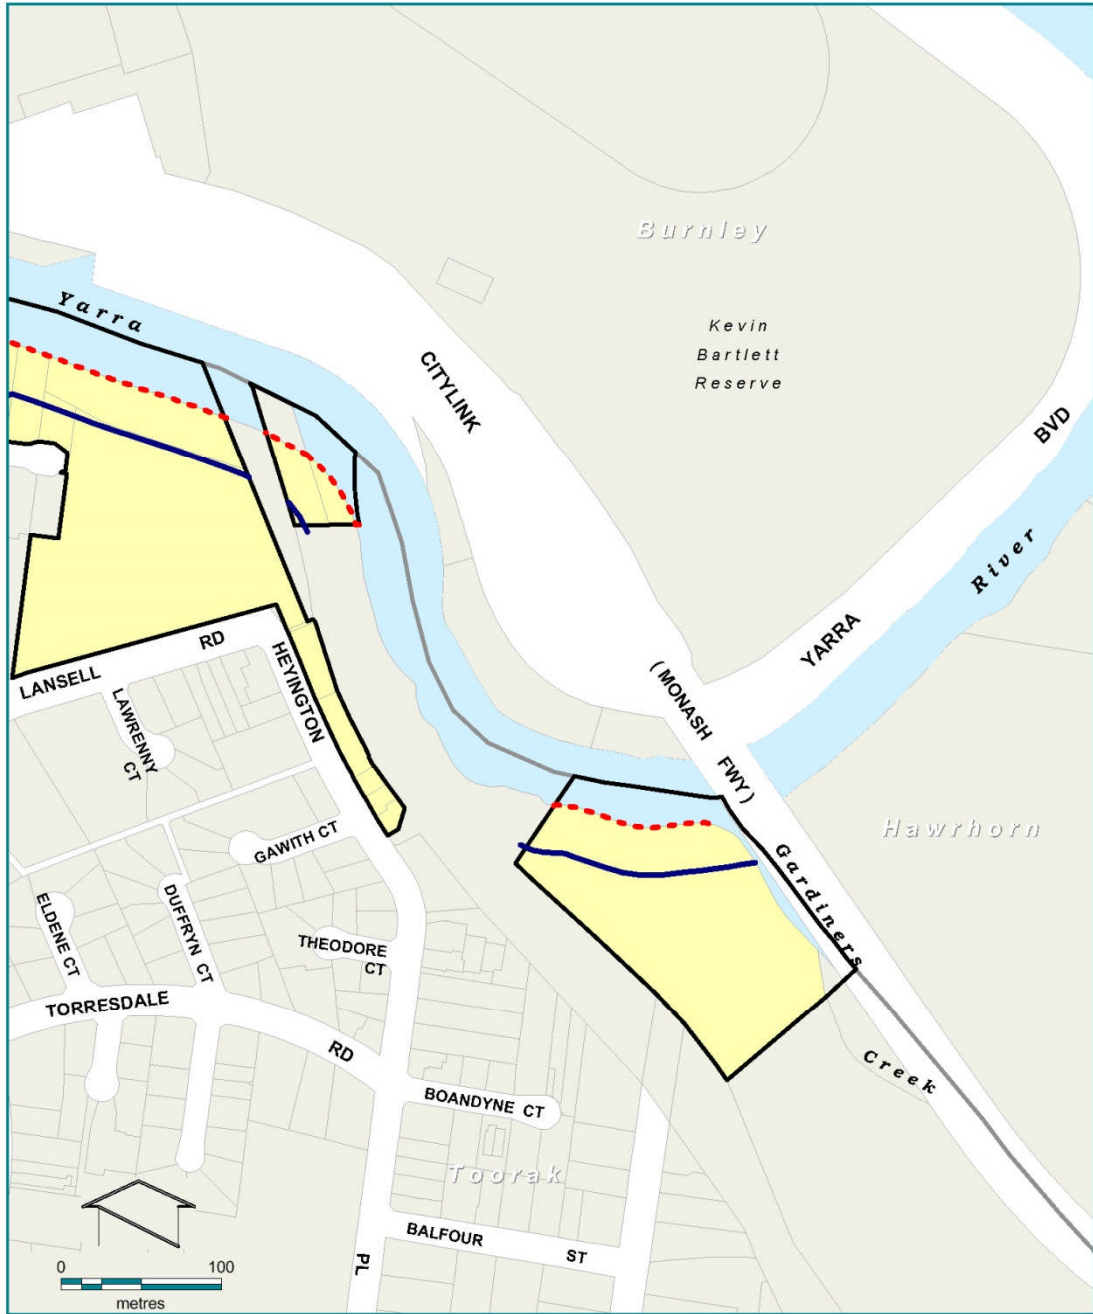 Burnley
Yarra
Kevin
Bartlett
Reserve
CITYLINK
BVD
River
YARRA
LANSELL RD
HEYINGTON
(MONASH FWY)
LAWRENNY
CT
GAWITH CT
Hawrhorn
Gardiners
ELDENE CT
DUFFRYN CT
THEODORE
CT
TORRESDALE
RD
Creek
BOANDYNE CT
Toorak
BALFOUR ST
PL
0 100
metres